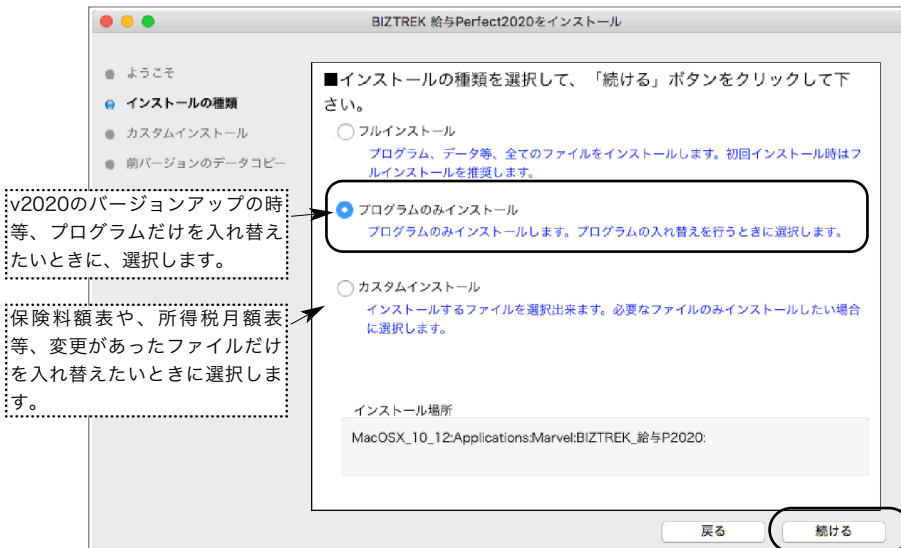 BIZTREK 給与Perfect2020をインストール
ようこそ
インストールの種類
カスタムインストール
前バージョンのデータコピー
■インストールの種類を選択して、「続ける」ボタンをクリックして下
さい。
フルインストール
プログラム、データ等、全てのファイルをインストールします。初回インストール時はフ
ルインストールを推奨します。
v2020のバージョンアップの時
等、プログラムだけを入れ替え
たいときに、選択します。
プログラムのみインストール
プログラムのみインストールします。プログラムの入れ替えを行うときに選択します。
保険料額表や、所得税月額表
等、変更があったファイルだけ
を入れ替えたいときに選択しま
す。
カスタムインストール
インストールするファイルを選択出来ます。必要なファイルのみインストールしたい場合
に選択します。
インストール場所
MacOSX_10_12:Applications:Marvel:BIZTREK_給与P2020:
戻る
続ける